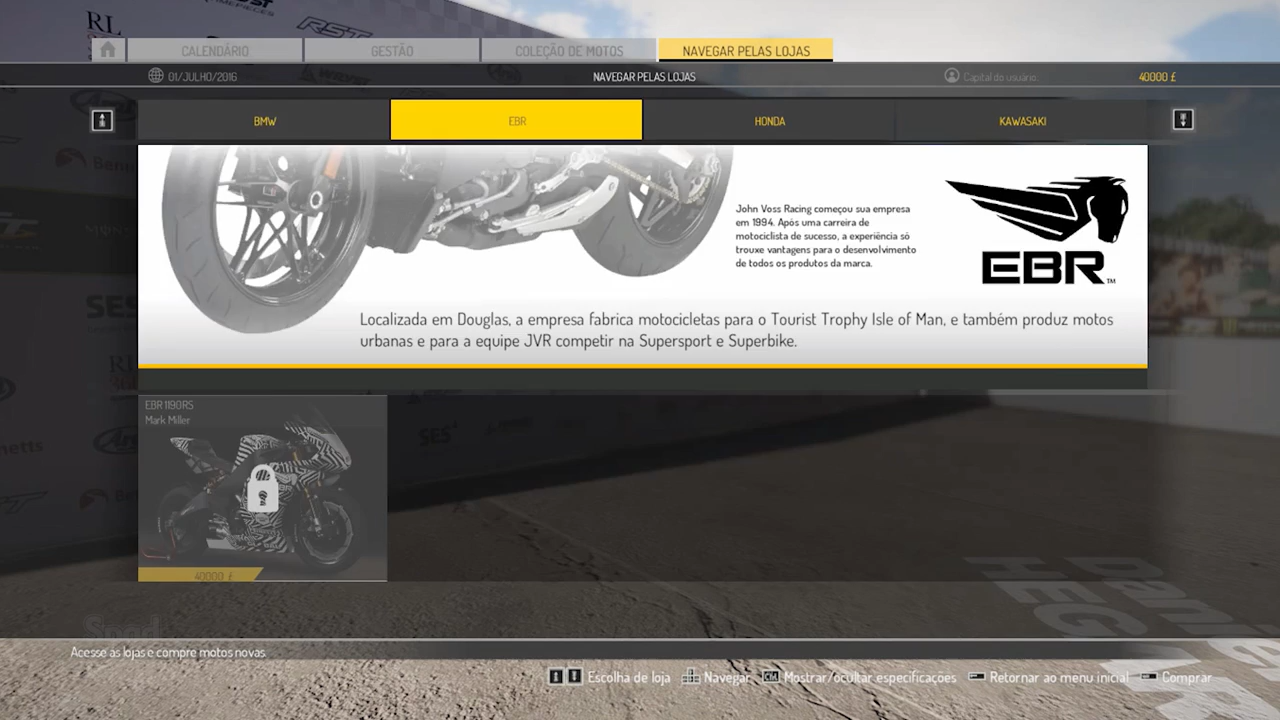 RL
RST
CALENDÁRIO
GESTÃO
COLEÇÃO DE MOTOS
NAVEGAR PELAS LOJAS
01/JULHO/2016
NAVEGAR PELAS LOJAS
Capital do usuário:
40000 £
BMW
EBR
HONDA
KAWASAKI
John Voss Racing começou sua empresa
em 1994. Após uma carreira de
motociclista de sucesso, a experiência só
trouxe vantagens para o desenvolvimento
de todos os produtos da marca.
EBR
TM
Localizada em Douglas, a empresa fabrica motocicletas para o Tourist Trophy Isle of Man, e também produz motos
urbanas e para a equipe JVR competir na Supersport e Superbike.
EBR 1190RS
Mark Miller
40000 £
SES
Acesse as lojas e compre motos novas
Escolha de loja
Navegar
Mostrar/ocultar especificações
Retornar ao menu inicial
Comprar